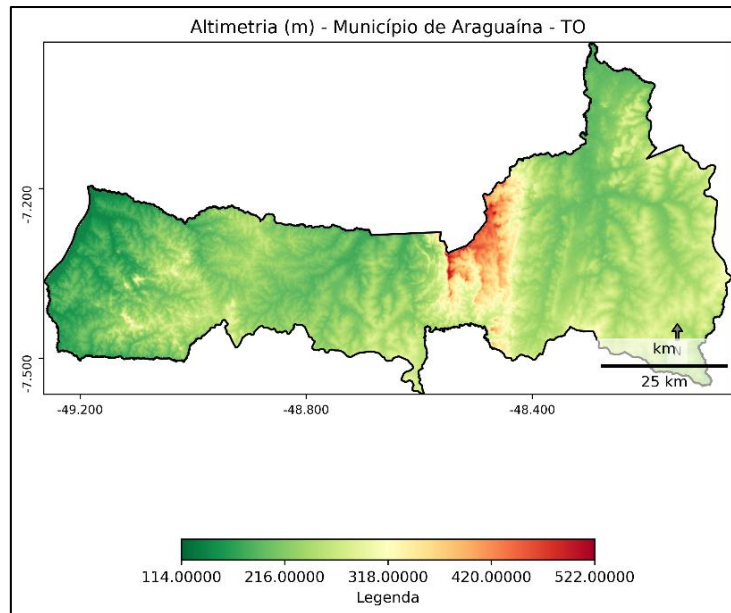 Altimetria (m) - Município de Araguaína - TO
-7.200
-7.500
km
N
25 km
-49.200 -48.800 -48.400
114.00000 216.00000 318.00000 420.00000 522.00000
Legenda